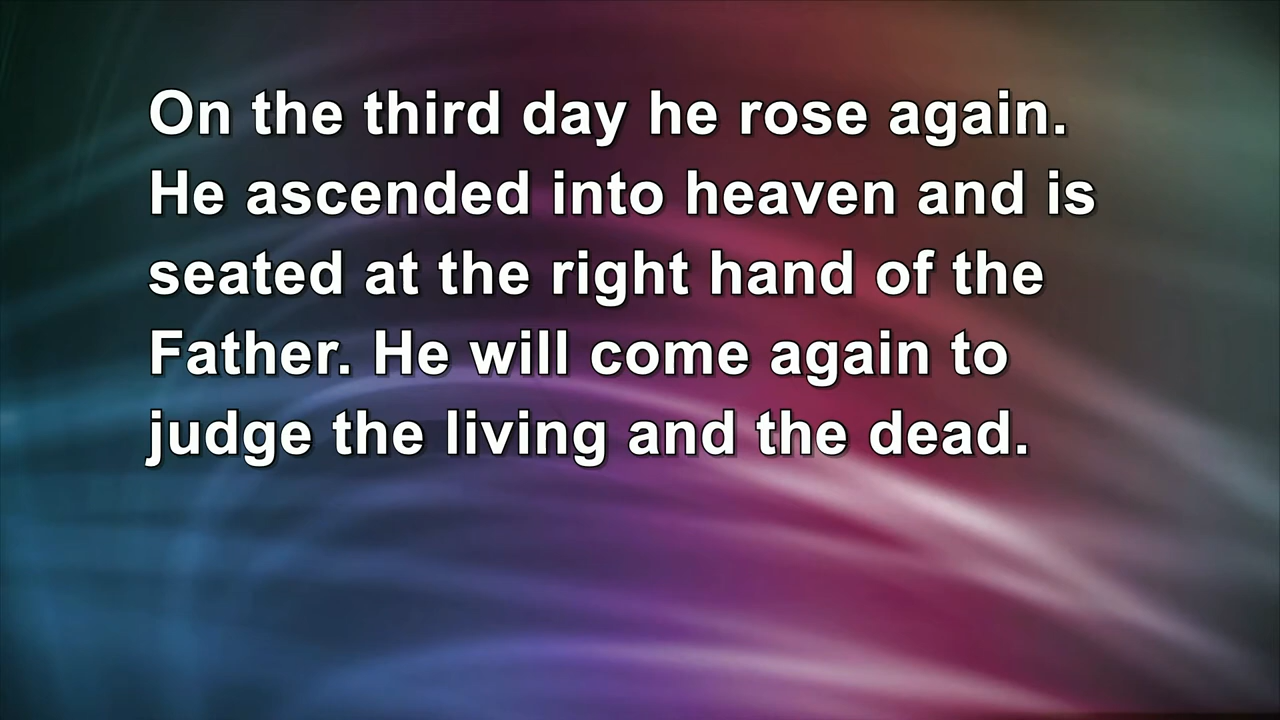 On the third day he rose again.
He ascended into heaven and is
seated at the right hand of the
Father. He will come again to
judge the living and the dead.